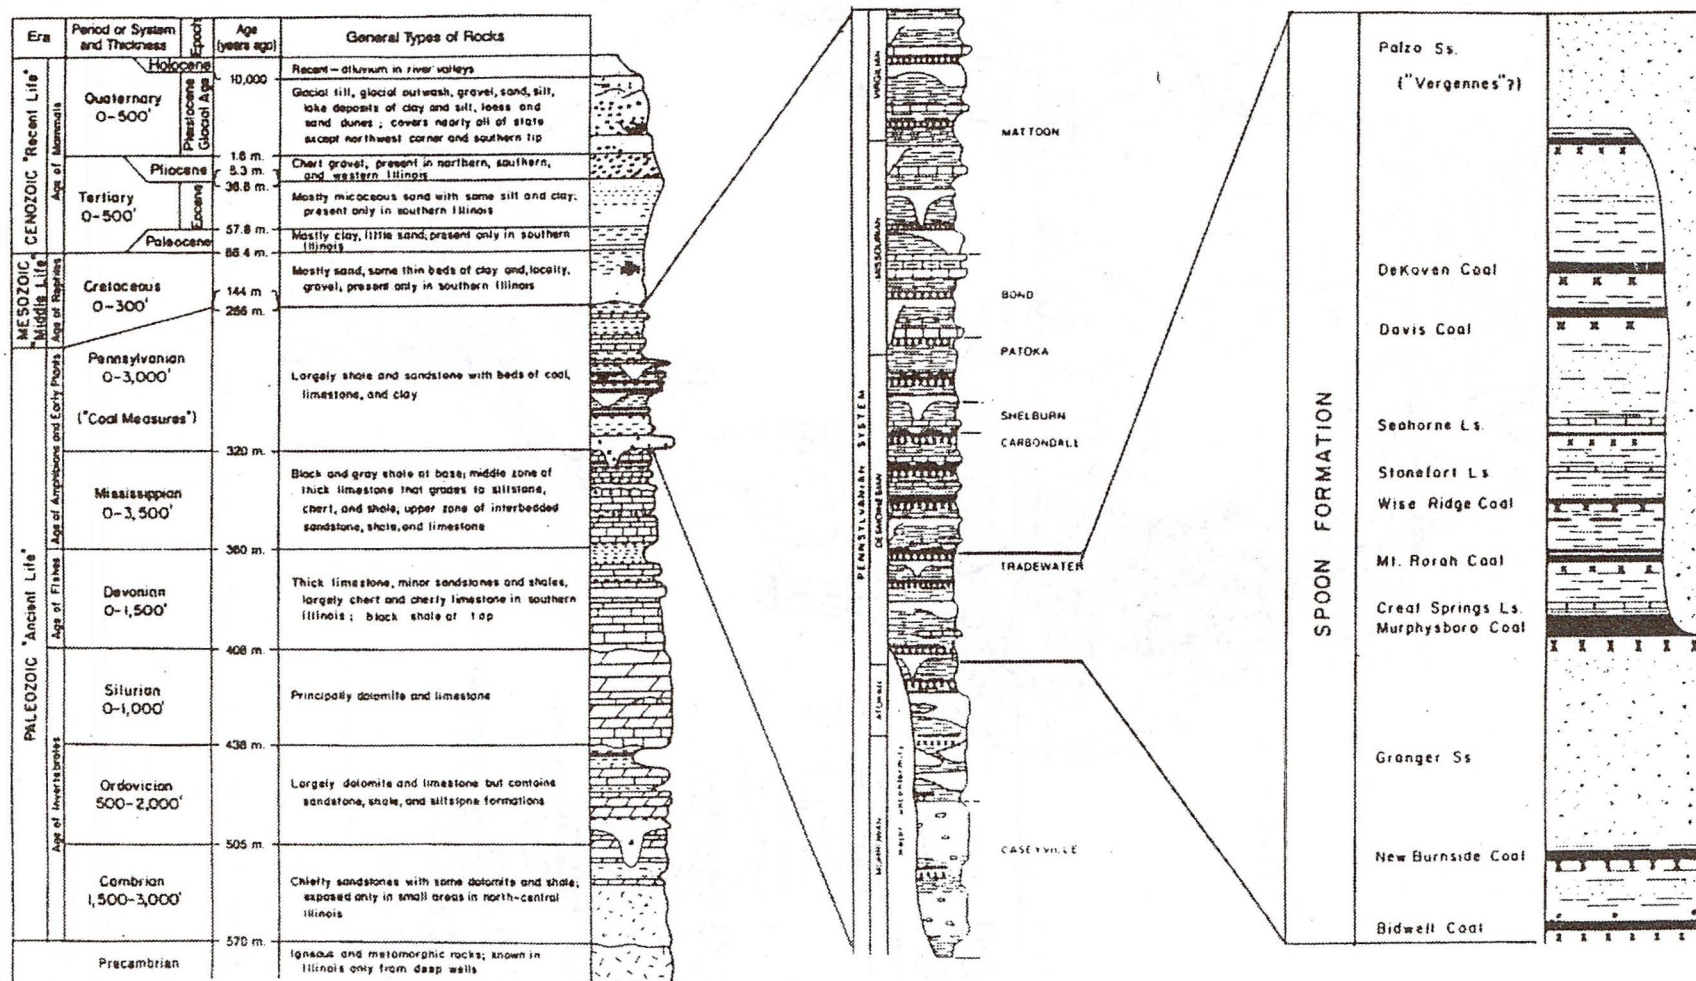 Era
Period or System
and Thickness
Epoch
Age
(years ago)
General Types of Rocks
CENOZOIC "Recent Life"
Age of Mammals
Quaternary
0-500'
Holocene
Pleistocene
Glacial Age
10,000
Recent-alluvium in river valleys
Glacial till, glacial outwash, gravel, sand, silt,
lake deposits of clay and silt, loess and
sand dunes ; covers nearly all of state
except northwest corner and southern tip
1.6 m.
Tertiary
0-500'
Pliocene
5.3 m.
Chert gravel, present in northern, southern,
and western Illinois
36.8 m.
Eocene
Mostly micaceous sand with some silt and clay;
present only in southern Illinois
57.8 m.
Paleocene
Mostly clay, little sand; present only in southern
Illinois
66.4 m.
MESOZOIC
"Middle Life"
Age of Reptiles
Cretaceous
0-300'
144 m
286 m.
Mostly sand, some thin beds of clay and, locally,
gravel; present only in southern Illinois
PALEOZOIC "Ancient Life"
Age of Amphibians and Early Plants
Pennsylvanian
0-3,000'
("Coal Measures")
Largely shale and sandstone with beds of coal,
limestone, and clay
320 m.
Mississippian
0-3,500'
Black and gray shale at base; middle zone of
thick limestone that grades to siltstone,
chert, and shale; upper zone of interbedded
sandstone, shale, and limestone
360 m.
Age of Fishes
Devonian
0-1,500'
Thick limestone, minor sandstones and shales,
largely chert and cherty limestone in southern
Illinois ; black shale at top
408 m.
Age of Invertebrates
Silurian
0-1,000'
Principally dolomite and limestone
438 m.
Ordovician
500-2,000'
Largely dolomite and limestone but contains
sandstone, shale, and siltstone formations
505 m.
Cambrian
1,500-3,000'
Chiefly sandstones with some dolomite and shale;
exposed only in small areas in north-central
Illinois
570 m.
Precambrian
Igneous and metamorphic rocks; known in
Illinois only from deep wells
PENNSYLVANIAN SYSTEM
VIRGILIAN
MISSOURIAN
DESMOINESIAN
ATOKAN
MORROWAN
Major unconformity
MATTOON
BOND
PATOKA
SHELBURN
CARBONDALE
TRADEWATER
CASEYVILLE
SPOON FORMATION
Palzo Ss.
("Vergennes"?)
DeKoven Coal
Davis Coal
Seahorne Ls.
Stonefort Ls
Wise Ridge Coal
Mt. Rorah Coal
Creal Springs Ls.
Murphysboro Coal
Granger Ss
New Burnside Coal
Bidwell Coal